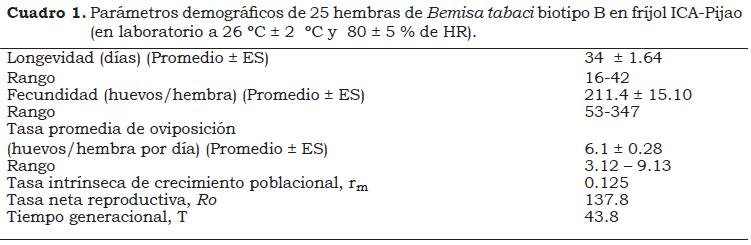 Cuadro 1. Parámetros demográficos de 25 hembras de Bemisa tabaci biotipo B en fríjol ICA-Pijao
(en laboratorio a 26 ºC ± 2 ºC y 80 ± 5 % de HR).
Longevidad (días) (Promedio ± ES) 34 ± 1.64
Rango 16-42
Fecundidad (huevos/hembra) (Promedio ± ES) 211.4 ± 15.10
Rango 53-347
Tasa promedia de oviposición
(huevos/hembra por día) (Promedio ± ES) 6.1 ± 0.28
Rango 3.12 – 9.13
Tasa intrínseca de crecimiento poblacional, rm 0.125
Tasa neta reproductiva, Ro 137.8
Tiempo generacional, T 43.8